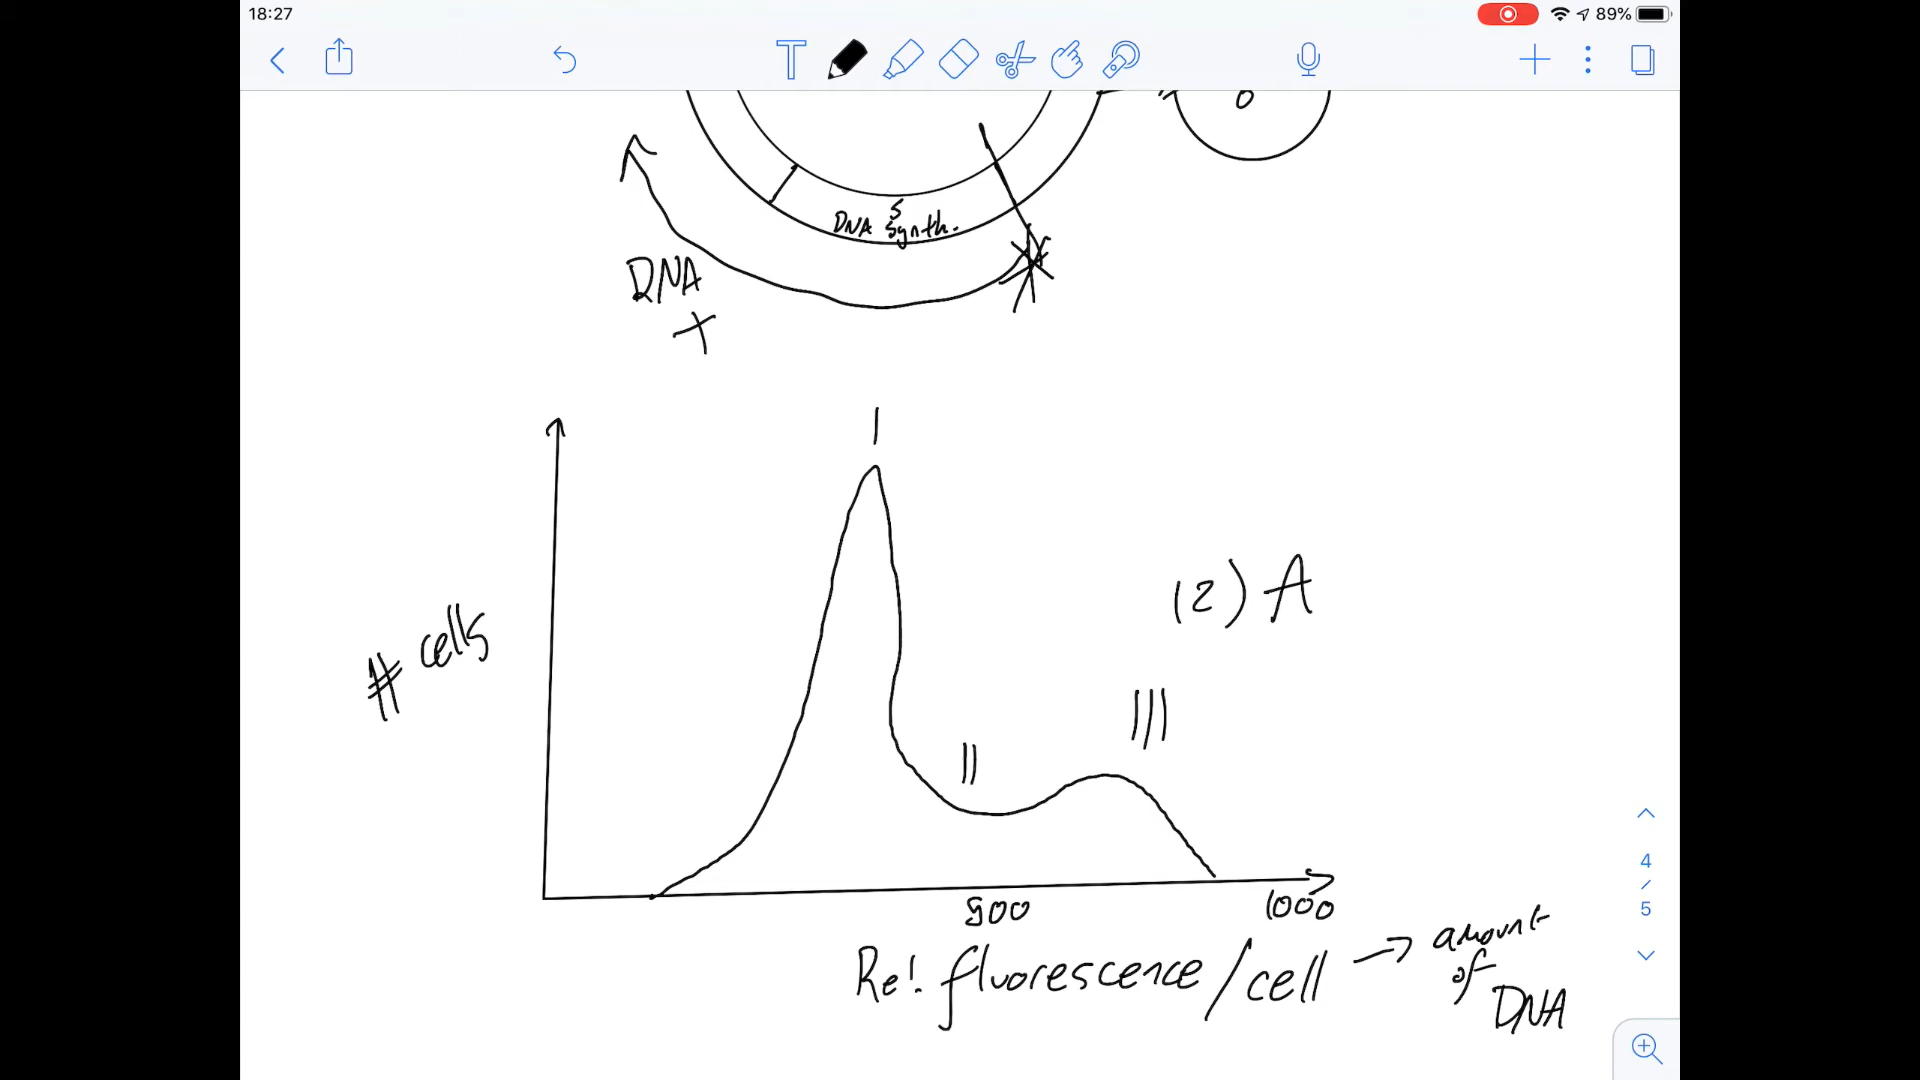 18:27
89%
T
0
S
DNA Synth.
DNA
+
I
(2) A
# cells
III
II
500
1000
Rel. fluorescence/cell → amount
of
DNA
4
/
5